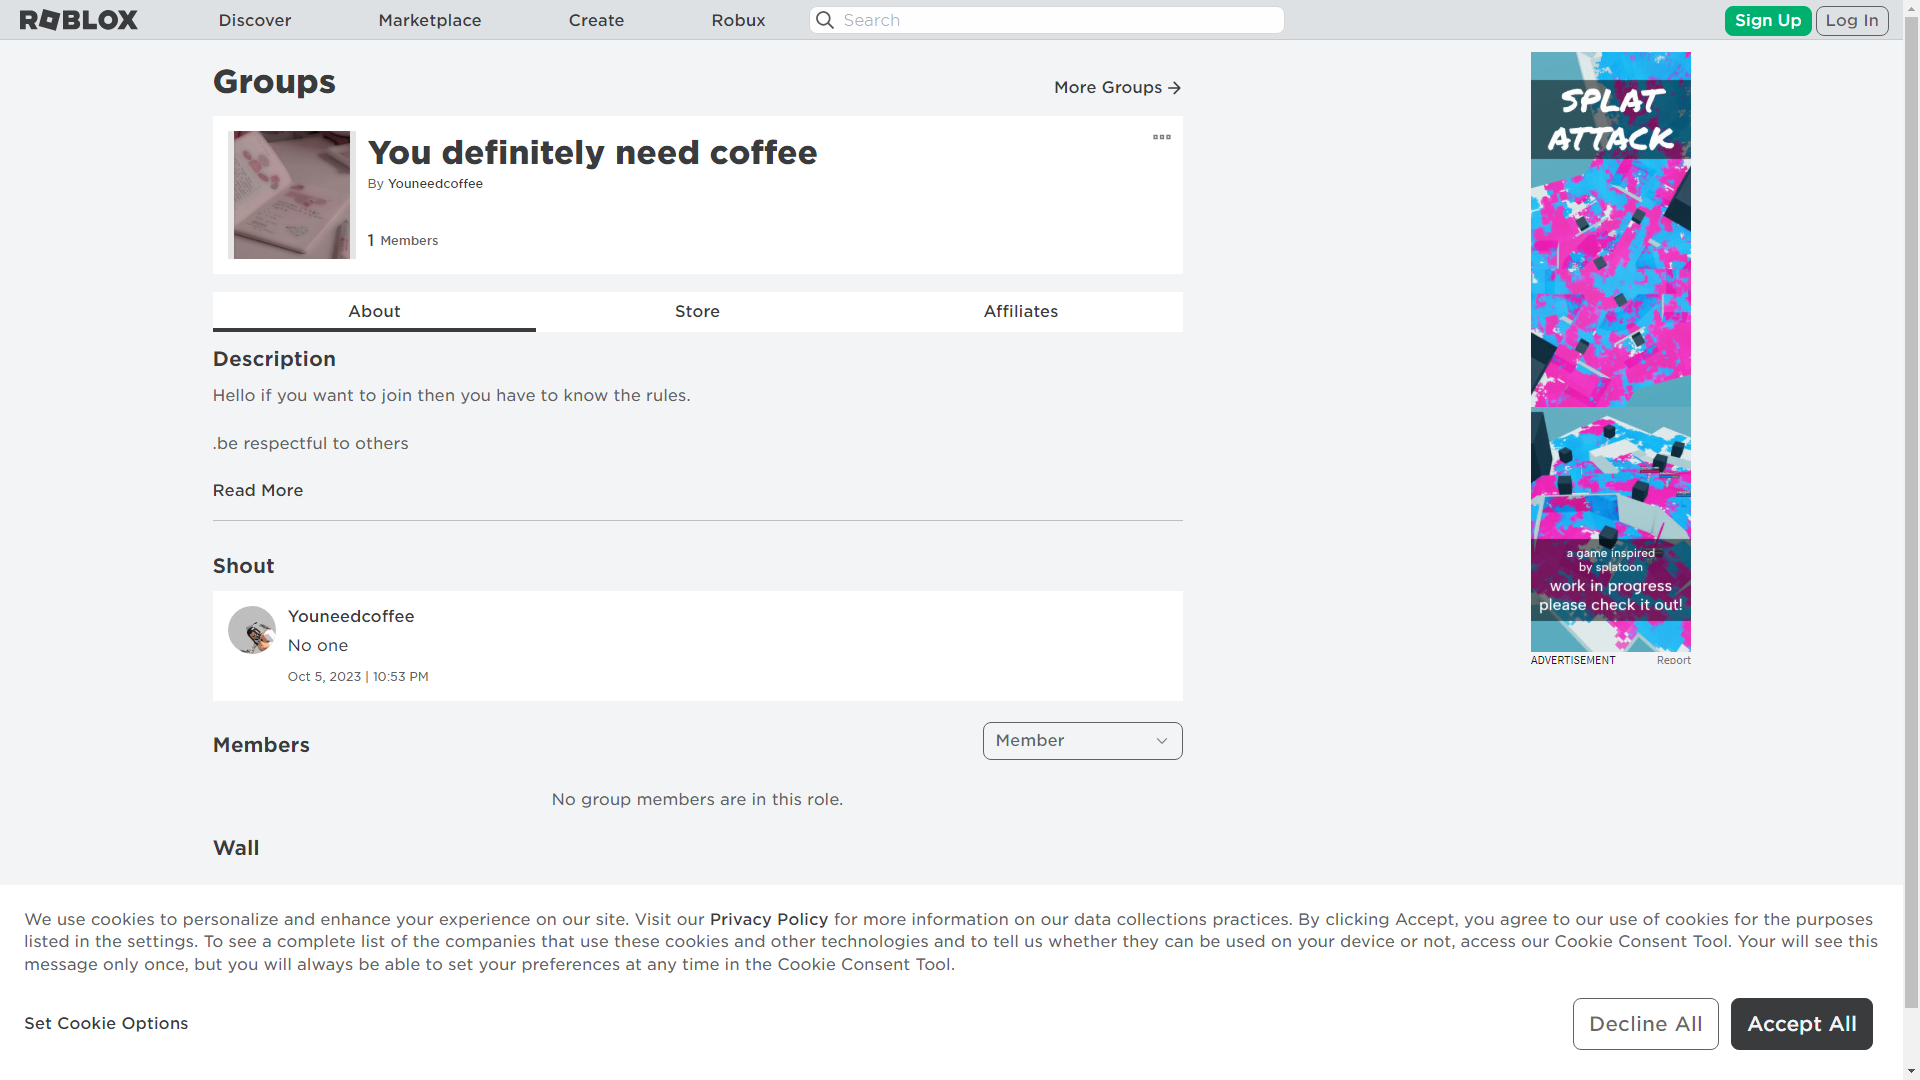 ROBLOX
Discover
Marketplace
Create
Robux
Search
Sign Up
Log In
Groups
More Groups
You definitely need coffee
By Youneedcoffee
1 Members
About
Store
Affiliates
Description
Hello if you want to join then you have to know the rules.
.be respectful to others
Read More
Shout
Youneedcoffee
No one
Oct 5, 2023 | 10:53 PM
Members
Member
No group members are in this role.
Wall
SPLAT
ATTACK
a game inspired
by splatoon
work in progress
please check it out!
ADVERTISEMENT
Report
We use cookies to personalize and enhance your experience on our site. Visit our Privacy Policy for more information on our data collections practices. By clicking Accept, you agree to our use of cookies for the purposes
listed in the settings. To see a complete list of the companies that use these cookies and other technologies and to tell us whether they can be used on your device or not, access our Cookie Consent Tool. Your will see this
message only once, but you will always be able to set your preferences at any time in the Cookie Consent Tool.
Set Cookie Options
Decline All
Accept All